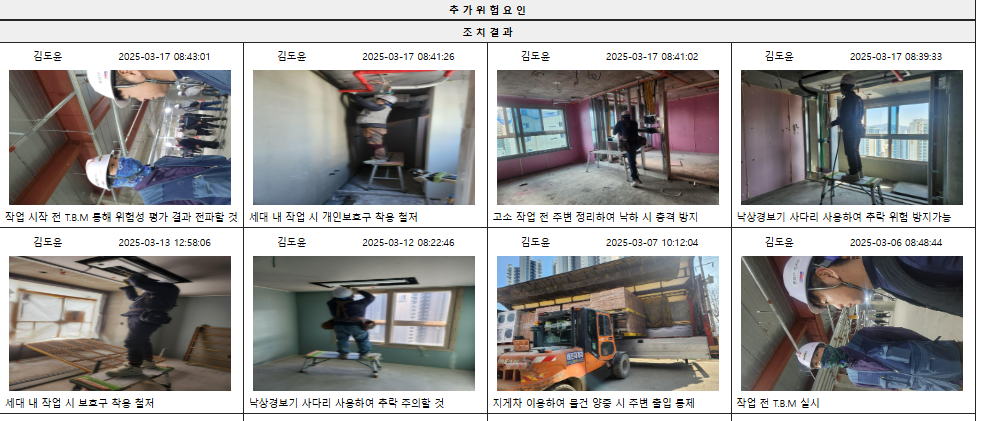 추 가 위 험 요 인
조 치 결 과
김도윤 2025-03-17 08:43:01
김도윤 2025-03-17 08:41:26
김도윤 2025-03-17 08:41:02
김도윤 2025-03-17 08:39:33
작업 시작 전 T.B.M 통해 위험성 평가 결과 전파할 것
세대 내 작업 시 개인보호구 착용 철저
고소 작업 전 주변 정리하여 낙하 시 충격 방지
낙상경보기 사다리 사용하여 추락 위험 방지가능
김도윤 2025-03-13 12:58:06
김도윤 2025-03-12 08:22:46
김도윤 2025-03-07 10:12:04
김도윤 2025-03-06 08:48:44
세대 내 작업 시 보호구 착용 철저
낙상경보기 사다리 사용하여 추락 주의할 것
지게차 이용하여 물건 양중 시 주변 출입 통제
작업 전 T.B.M 실시